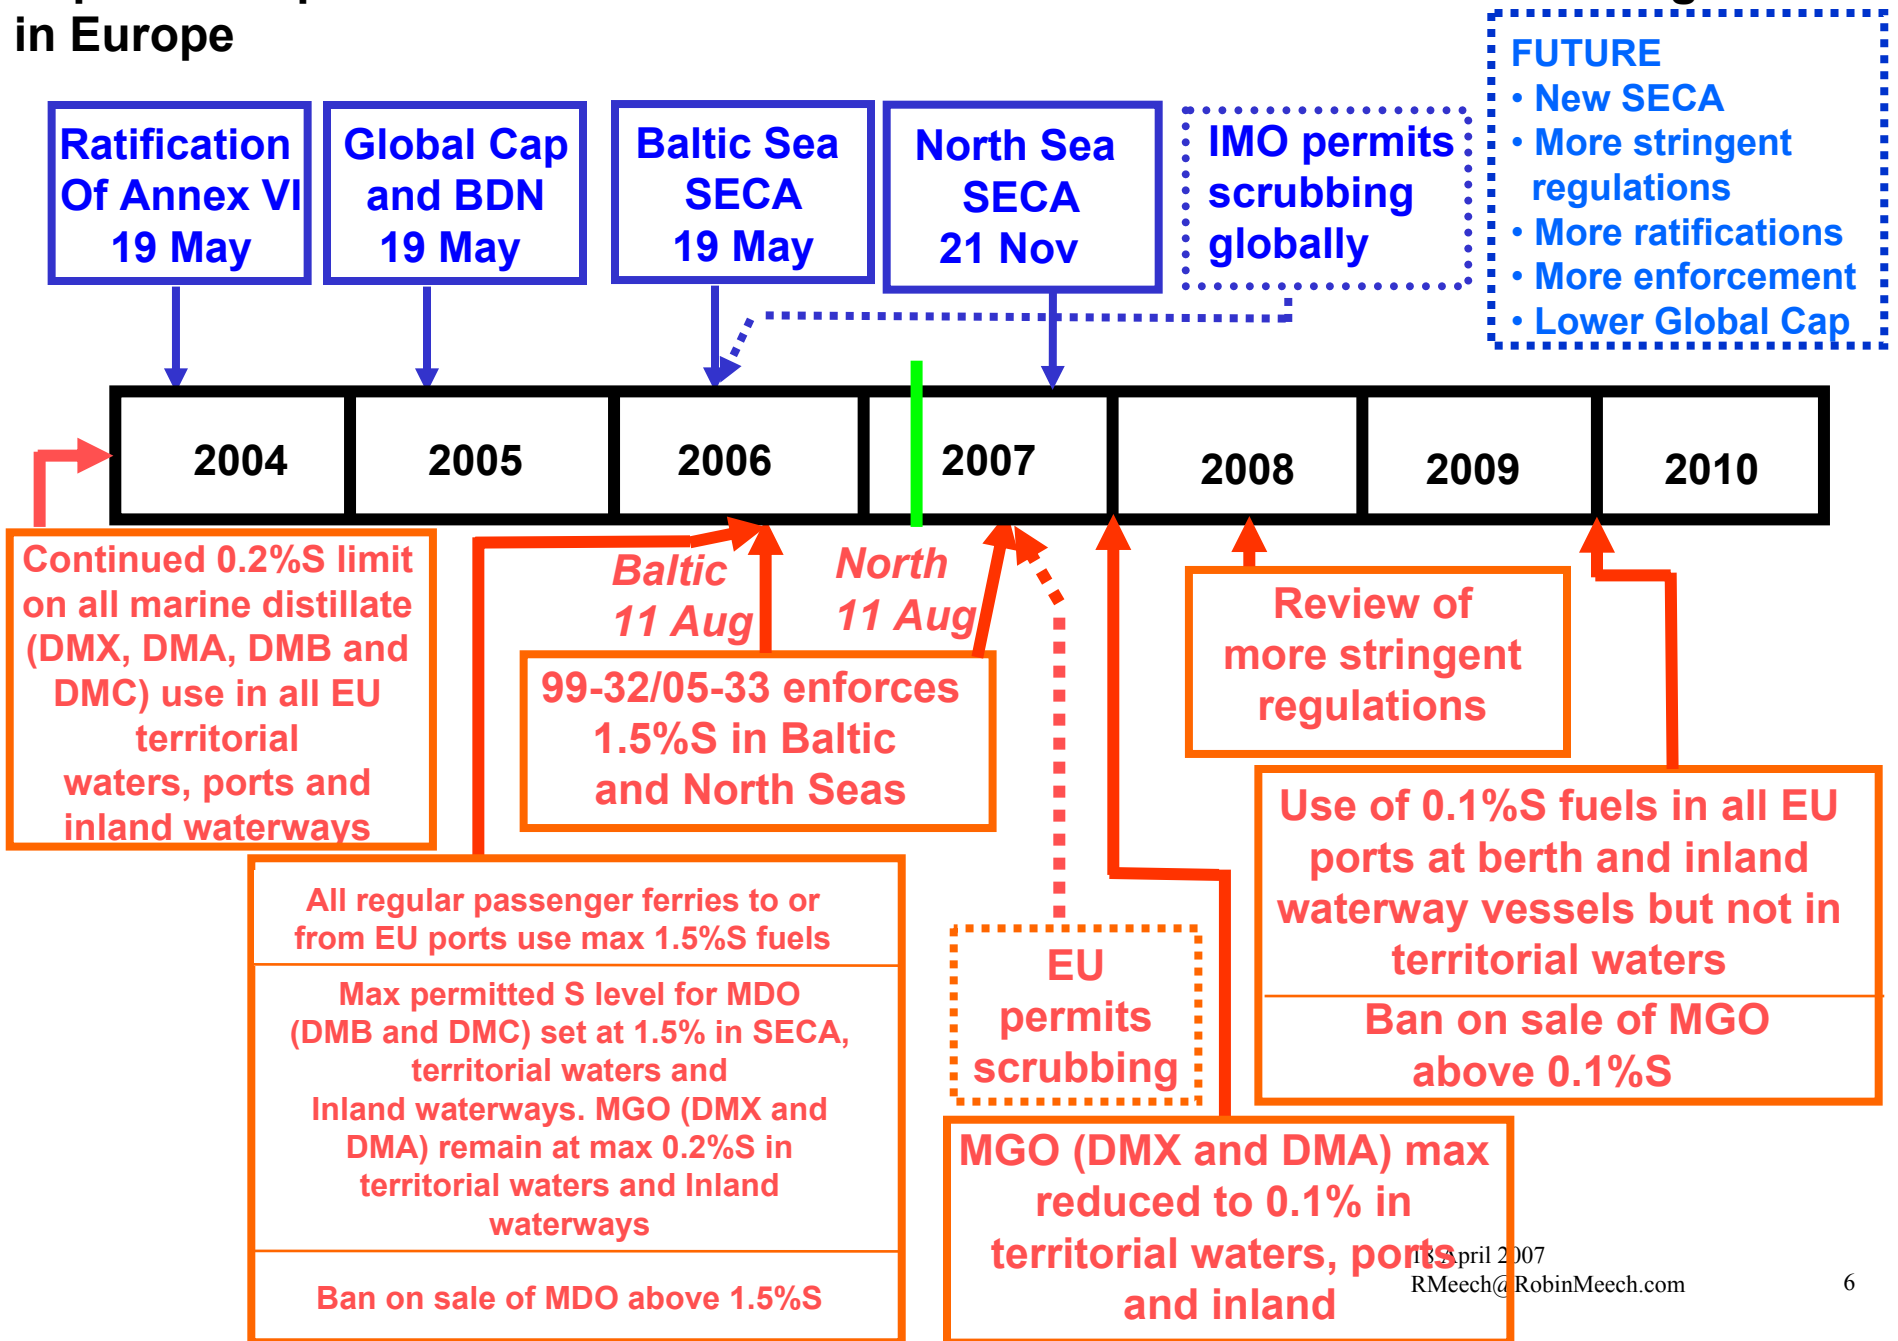 in Europe
FUTURE
• New SECA
• More stringent
regulations
• More ratifications
• More enforcement
• Lower Global Cap
Ratification
Of Annex VI
19 May
Global Cap
and BDN
19 May
Baltic Sea
SECA
19 May
North Sea
SECA
21 Nov
IMO permits
scrubbing
globally
2004
2005
2006
2007
2008
2009
2010
Continued 0.2%S limit
on all marine distillate
(DMX, DMA, DMB and
DMC) use in all EU
territorial
waters, ports and
inland waterways
Baltic
11 Aug
North
11 Aug
99-32/05-33 enforces
1.5%S in Baltic
and North Seas
Review of
more stringent
regulations
Use of 0.1%S fuels in all EU
ports at berth and inland
waterway vessels but not in
territorial waters
Ban on sale of MGO
above 0.1%S
All regular passenger ferries to or
from EU ports use max 1.5%S fuels
Max permitted S level for MDO
(DMB and DMC) set at 1.5% in SECA,
territorial waters and
Inland waterways. MGO (DMX and
DMA) remain at max 0.2%S in
territorial waters and Inland
waterways
Ban on sale of MDO above 1.5%S
EU
permits
scrubbing
MGO (DMX and DMA) max
reduced to 0.1% in
territorial waters, ports
and inland
18 April 2007
RMeech@RobinMeech.com
6